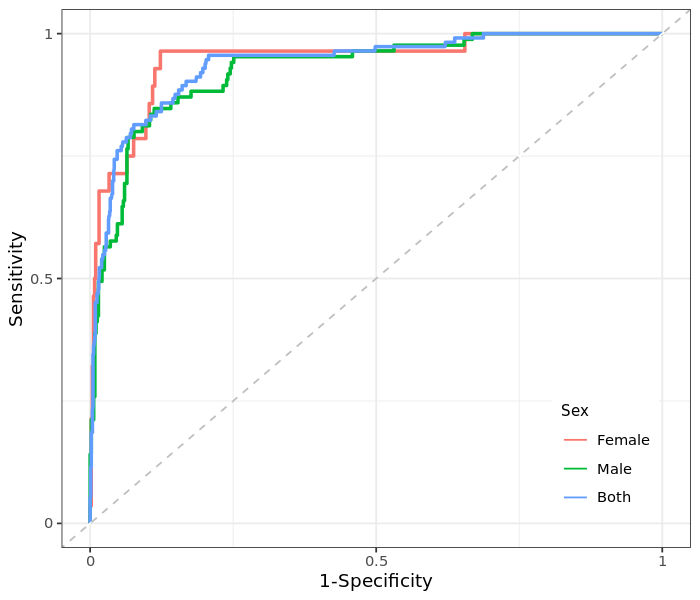 1
0.5
0
Sensitivity
0
0.5
1
1-Specificity
Sex
Female
Male
Both